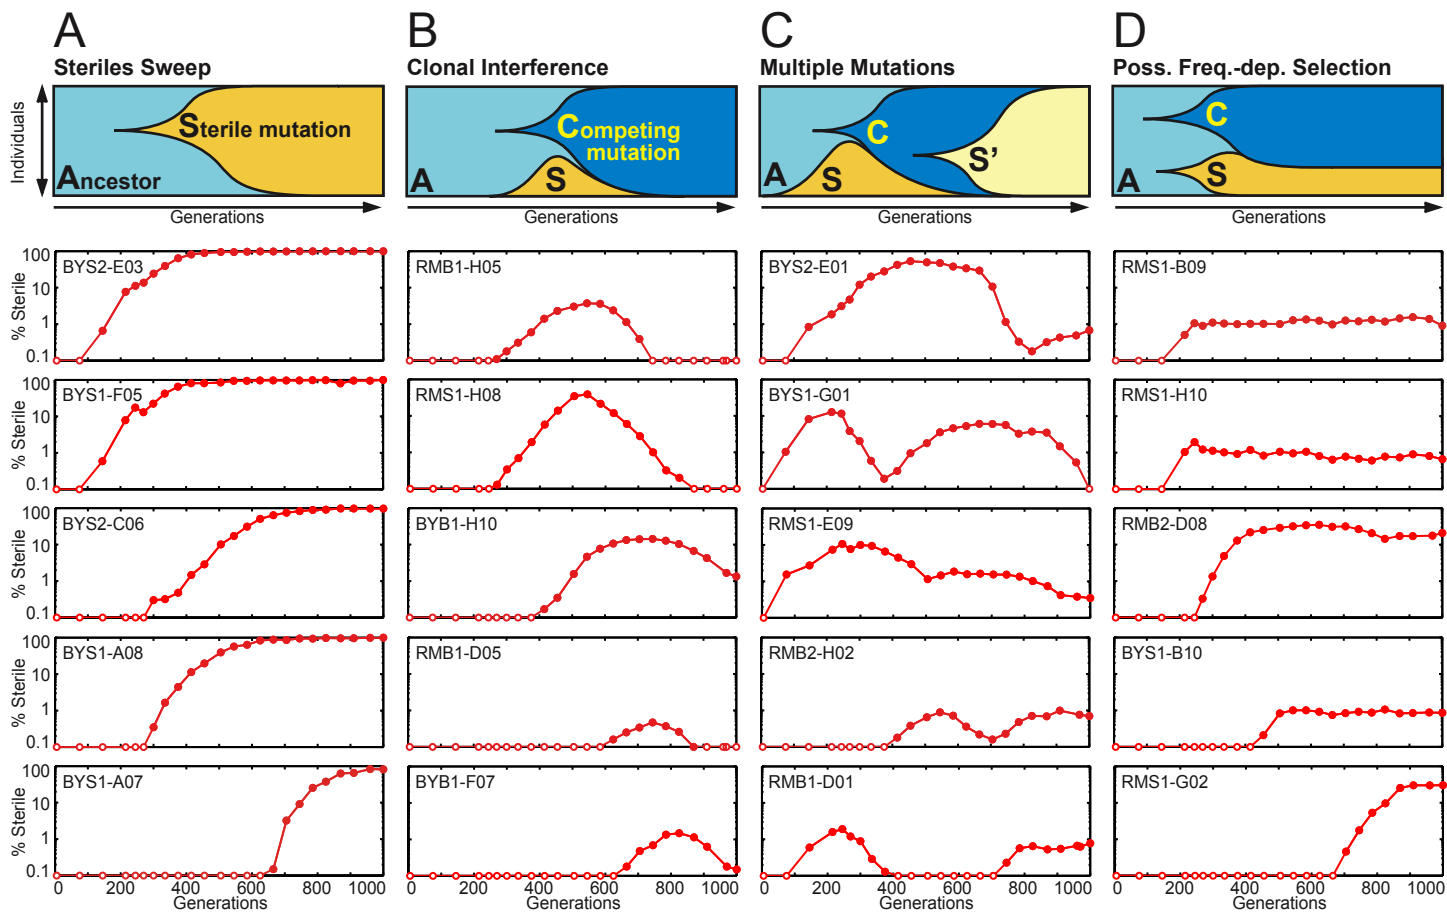 A
B
C
D
Steriles Sweep
Clonal Interference
Multiple Mutations
Poss. Freq.-dep. Selection
Individuals
Sterile mutation
Ancestor
Competing
mutation
A
S
C
A
S
S'
C
A
S
Generations
Generations
Generations
Generations
% Sterile
100
10
1
0.1
BYS2-E03
RMB1-H05
BYS2-E01
RMS1-B09
% Sterile
100
10
1
0.1
BYS1-F05
RMS1-H08
BYS1-G01
RMS1-H10
% Sterile
100
10
1
0.1
BYS2-C06
BYB1-H10
RMS1-E09
RMB2-D08
% Sterile
100
10
1
0.1
BYS1-A08
RMB1-D05
RMB2-H02
BYS1-B10
% Sterile
100
10
1
0.1
BYS1-A07
BYB1-F07
RMB1-D01
RMS1-G02
0 200 400 600 800 1000
0 200 400 600 800 1000
0 200 400 600 800 1000
0 200 400 600 800 1000
Generations
Generations
Generations
Generations